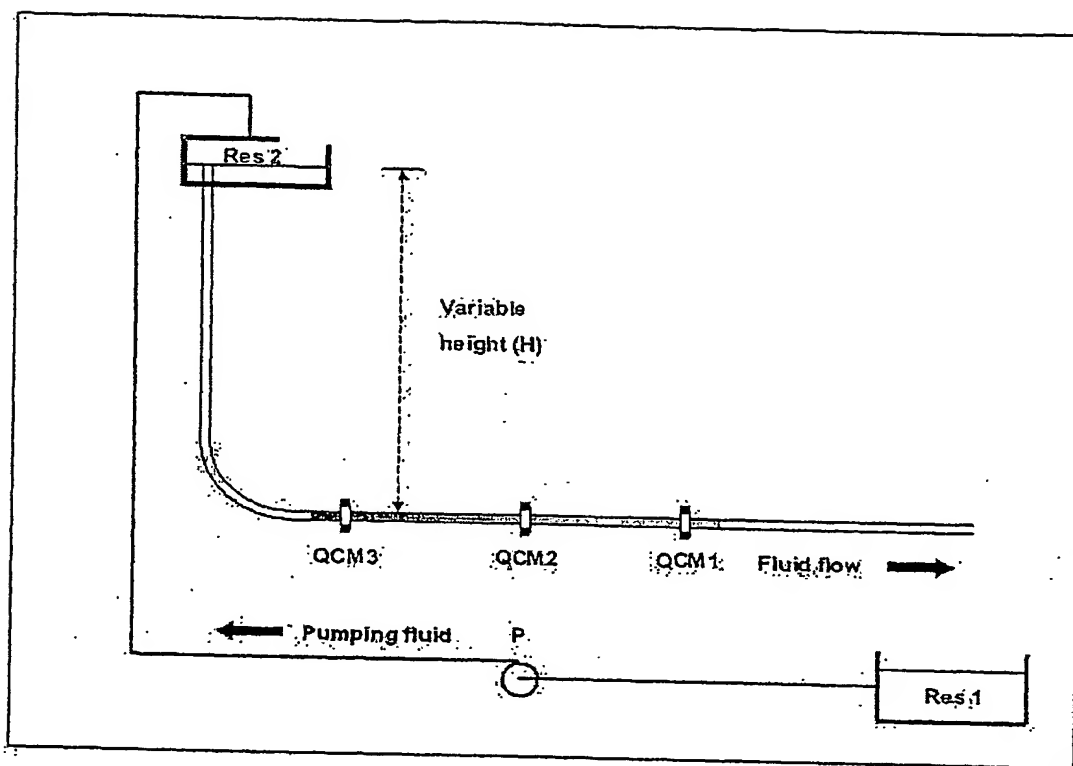 Res 2
Variable
height (H)
QCM3
QCM2
QCM1
Fluid flow
Pumping fluid
P
Res 1